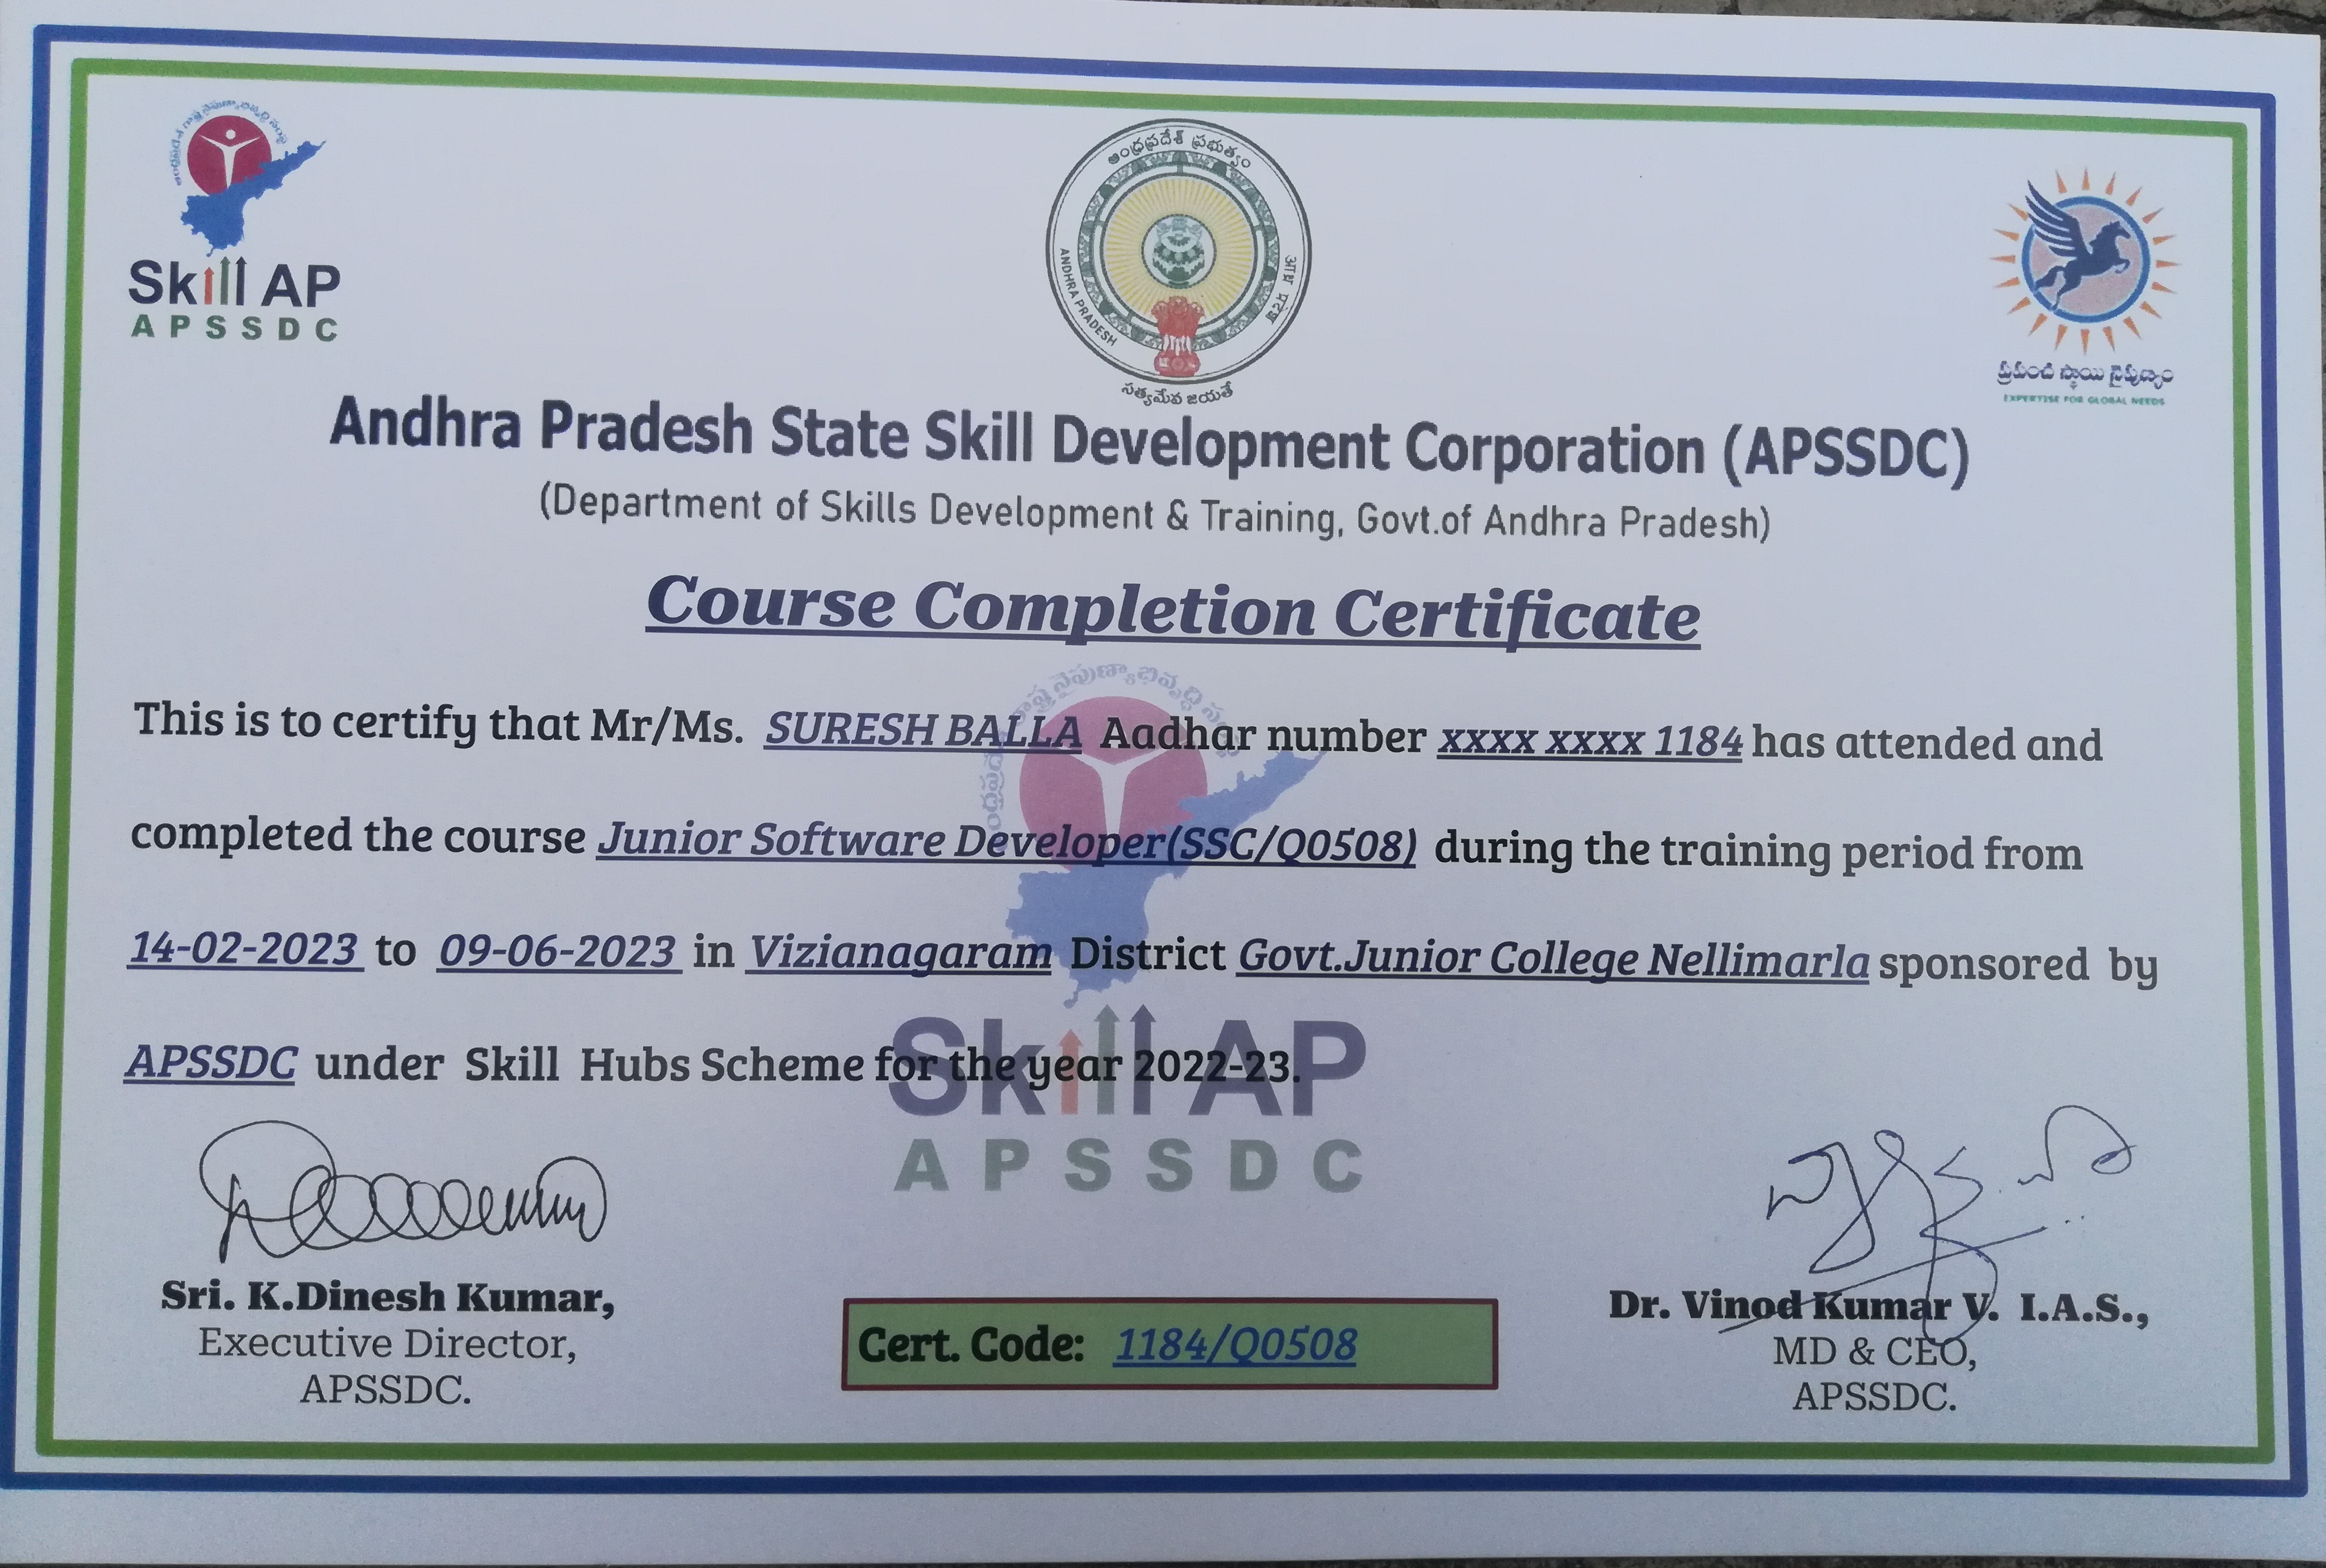 ఆంధ్రప్రదేశ్ రాష్ట్ర నైపుణ్యాభివృద్ధి సంస్థ
Skill AP
APSSDC
ఆంధ్రప్రదేశ్ ప్రభుత్వం
ANDHRA PRADESH
సత్యమేవ జయతే
ప్రపంచ స్థాయి నైపుణ్యం
EXPERTISE FOR GLOBAL NEEDS
Andhra Pradesh State Skill Development Corporation (APSSDC)
(Department of Skills Development & Training, Govt.of Andhra Pradesh)
Course Completion Certificate
This is to certify that Mr/Ms. SURESH BALLA Aadhar number xxxx xxxx 1184 has attended and
completed the course Junior Software Developer(SSC/Q0508) during the training period from
14-02-2023 to 09-06-2023 in Vizianagaram District Govt.Junior College Nellimarla sponsored by
APSSDC under Skill Hubs Scheme for the year 2022-23.
Skill AP
APSSDC
Sri. K.Dinesh Kumar,
Executive Director,
APSSDC.
Cert. Code: 1184/Q0508
Dr. Vinod Kumar V. I.A.S.,
MD & CEO,
APSSDC.